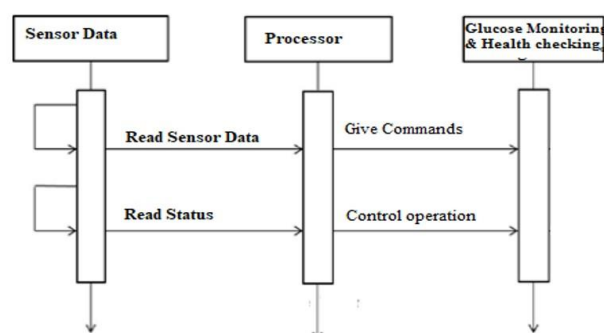 Sensor Data
Processor
Glucose Monitoring
& Health checking
Read Sensor Data
Give Commands
Read Status
Control operation